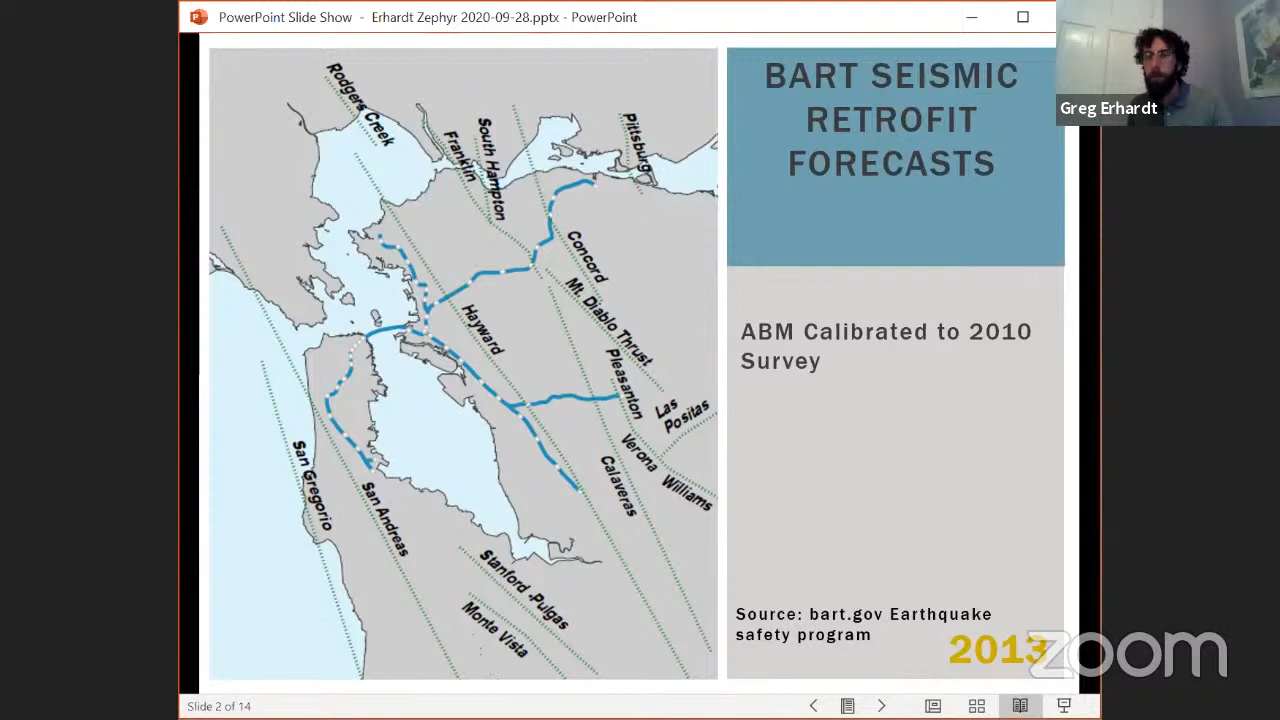 PowerPoint Slide Show - Erhardt Zephyr 2020-09-28.pptx - PowerPoint
Greg Erhardt
BART SEISMIC
RETROFIT
FORECASTS
Rodgers Creek
Franklin
South Hampton
Pittsburg
Concord
Mt. Diablo Thrust
Hayward
Pleasanton
Las
Positas
Verona
Williams
Calaveras
San Gregorio
San Andreas
Stanford -Pulgas
Monte Vista
ABM Calibrated to 2010
Survey
Source: bart.gov Earthquake
safety program
2013
zoom
Slide 2 of 14